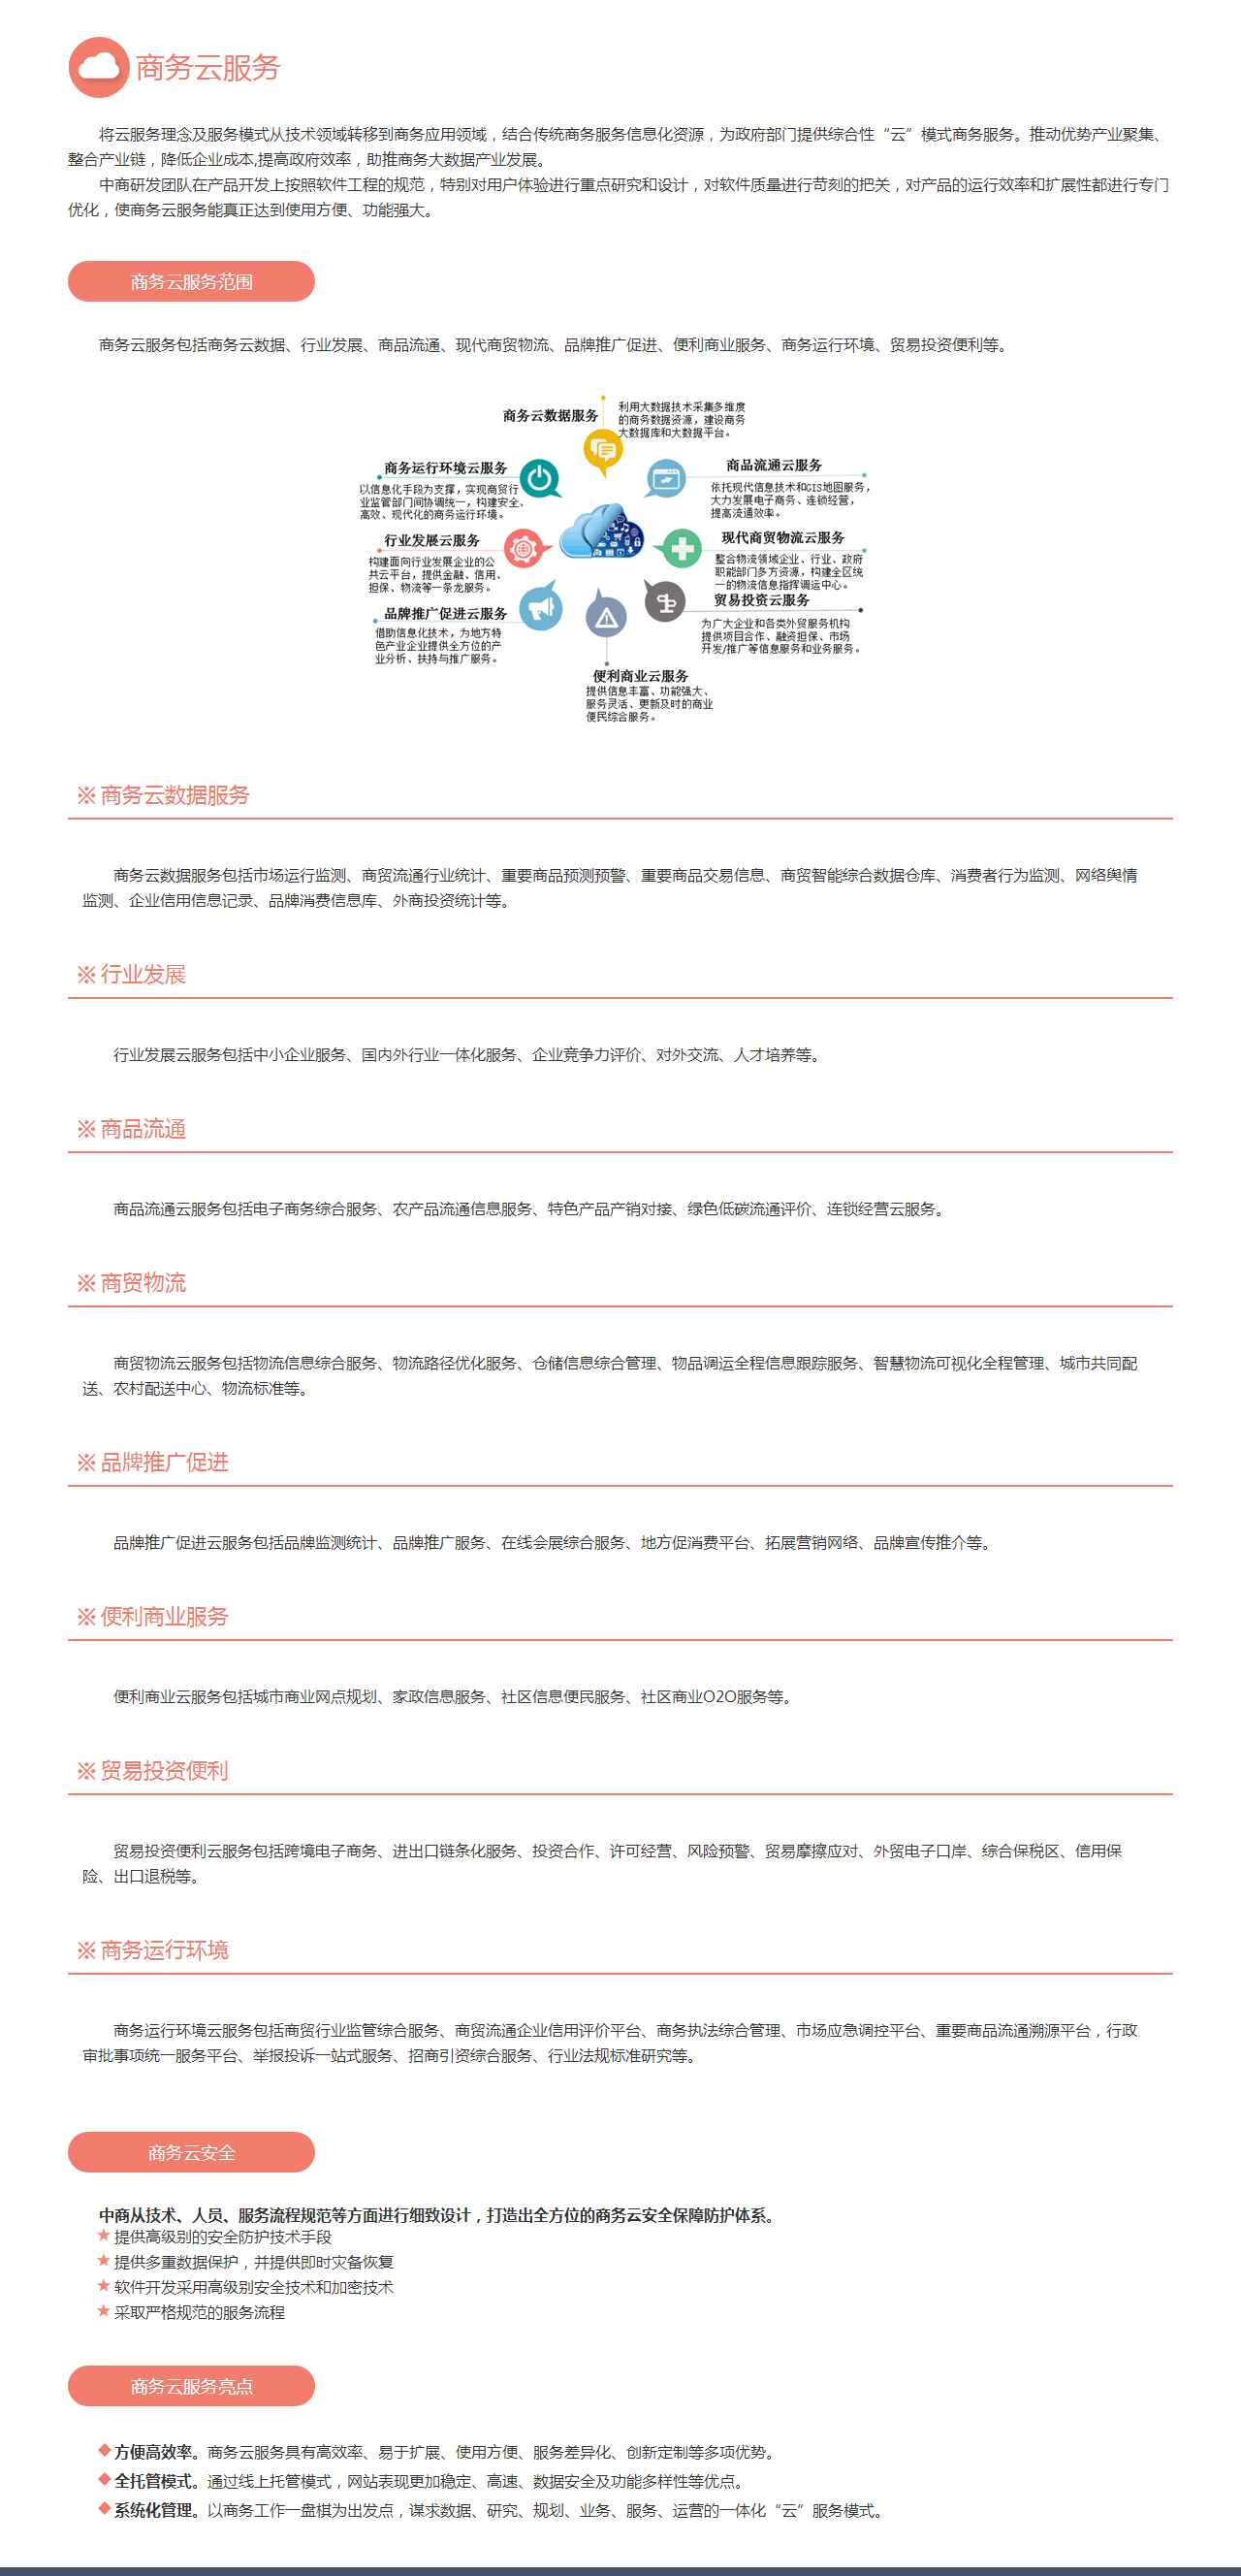 商务云服务
将云服务理念及服务模式从技术领域转移到商务应用领域，结合传统商务服务信息化资源，为政府部门提供综合性“云”模式商务服务。推动优势产业聚集、
整合产业链，降低企业成本,提高政府效率，助推商务大数据产业发展。
中商研发团队在产品开发上按照软件工程的规范，特别对用户体验进行重点研究和设计，对软件质量进行苛刻的把关，对产品的运行效率和扩展性都进行专门
优化，使商务云服务能真正达到使用方便、功能强大。
商务云服务范围
商务云服务包括商务云数据、行业发展、商品流通、现代商贸物流、品牌推广促进、便利商业服务、商务运行环境、贸易投资便利等。
商务云数据服务
利用大数据技术采集多维度
的商务数据资源，建设商务
大数据库和大数据平台。
商务运行环境云服务
以信息化手段为支撑，实现商贸行
业监管部门间协调统一，构建安全、
高效、现代化的商务运行环境。
商品流通云服务
依托现代信息技术和GIS地图服务，
大力发展电子商务、连锁经营，
提高流通效率。
行业发展云服务
构建面向行业发展企业的公
共云平台，提供金融、信用、
担保、物流等一条龙服务。
现代商贸物流云服务
整合物流领域企业、行业、政府
职能部门多方资源，构建全区统
一的物流信息指挥调运中心。
品牌推广促进云服务
借助信息化技术，为地方特
色产业企业提供全方位的产
业分析、扶持与推广服务。
贸易投资云服务
为广大企业和各类外贸服务机构
提供项目合作、融资担保、市场
开发/推广等信息服务和业务服务。
便利商业云服务
提供信息丰富、功能强大、
服务灵活、更新及时的商业
便民综合服务。
※ 商务云数据服务
商务云数据服务包括市场运行监测、商贸流通行业统计、重要商品预测预警、重要商品交易信息、商贸智能综合数据仓库、消费者行为监测、网络舆情
监测、企业信用信息记录、品牌消费信息库、外商投资统计等。
※ 行业发展
行业发展云服务包括中小企业服务、国内外行业一体化服务、企业竞争力评价、对外交流、人才培养等。
※ 商品流通
商品流通云服务包括电子商务综合服务、农产品流通信息服务、特色产品产销对接、绿色低碳流通评价、连锁经营云服务。
※ 商贸物流
商贸物流云服务包括物流信息综合服务、物流路径优化服务、仓储信息综合管理、物品调运全程信息跟踪服务、智慧物流可视化全程管理、城市共同配
送、农村配送中心、物流标准等。
※ 品牌推广促进
品牌推广促进云服务包括品牌监测统计、品牌推广服务、在线会展综合服务、地方促消费平台、拓展营销网络、品牌宣传推介等。
※ 便利商业服务
便利商业云服务包括城市商业网点规划、家政信息服务、社区信息便民服务、社区商业O2O服务等。
※ 贸易投资便利
贸易投资便利云服务包括跨境电子商务、进出口链条化服务、投资合作、许可经营、风险预警、贸易摩擦应对、外贸电子口岸、综合保税区、信用保
险、出口退税等。
※ 商务运行环境
商务运行环境云服务包括商贸行业监管综合服务、商贸流通企业信用评价平台、商务执法综合管理、市场应急调控平台、重要商品流通溯源平台，行政
审批事项统一服务平台、举报投诉一站式服务、招商引资综合服务、行业法规标准研究等。
商务云安全
中商从技术、人员、服务流程规范等方面进行细致设计，打造出全方位的商务云安全保障防护体系。
★ 提供高级别的安全防护技术手段
★ 提供多重数据保护，并提供即时灾备恢复
★ 软件开发采用高级别安全技术和加密技术
★ 采取严格规范的服务流程
商务云服务亮点
◆ 方便高效率。商务云服务具有高效率、易于扩展、使用方便、服务差异化、创新定制等多项优势。
◆ 全托管模式。通过线上托管模式，网站表现更加稳定、高速、数据安全及功能多样性等优点。
◆ 系统化管理。以商务工作一盘棋为出发点，谋求数据、研究、规划、业务、服务、运营的一体化“云”服务模式。